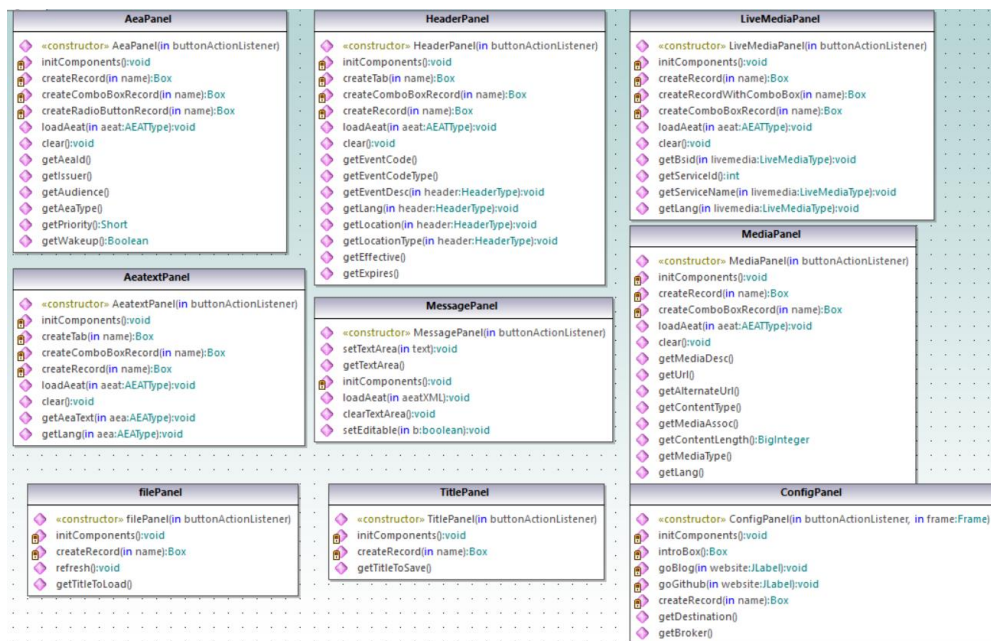 AeaPanel
«constructor» AeaPanel(in buttonActionListener)
initComponents():void
createRecord(in name):Box
createComboBoxRecord(in name):Box
createRadioButtonRecord(in name):Box
loadAeat(in aeat:AEATType):void
clear():void
getAeaId()
getIssuer()
getAudience()
getAeaType()
getPriority():Short
getWakeup():Boolean
HeaderPanel
«constructor» HeaderPanel(in buttonActionListener)
initComponents():void
createTab(in name):Box
createComboBoxRecord(in name):Box
createRecord(in name):Box
loadAeat(in aeat:AEATType):void
clear():void
getEventCode()
getEventCodeType()
getEventDesc(in header:HeaderType):void
getLang(in header:HeaderType):void
getLocation(in header:HeaderType):void
getLocationType(in header:HeaderType):void
getEffective()
getExpires()
LiveMediaPanel
«constructor» LiveMediaPanel(in buttonActionListener)
initComponents():void
createRecord(in name):Box
createRecordWithComboBox(in name):Box
createComboBoxRecord(in name):Box
loadAeat(in aeat:AEATType):void
clear():void
getBsid(in livemedia:LiveMediaType):void
getServiceId():int
getServiceName(in livemedia:LiveMediaType):void
getLang(in livemedia:LiveMediaType):void
AeatextPanel
«constructor» AeatextPanel(in buttonActionListener)
initComponents():void
createTab(in name):Box
createComboBoxRecord(in name):Box
createRecord(in name):Box
loadAeat(in aeat:AEATType):void
clear():void
getAeaText(in aea:AEAType):void
getLang(in aea:AEAType):void
MessagePanel
«constructor» MessagePanel(in buttonActionListener)
setTextArea(in text):void
getTextArea()
initComponents():void
loadAeat(in aeatXML):void
clearTextArea():void
setEditable(in b:boolean):void
MediaPanel
«constructor» MediaPanel(in buttonActionListener)
initComponents():void
createRecord(in name):Box
createComboBoxRecord(in name):Box
loadAeat(in aeat:AEATType):void
clear():void
getMediaDesc()
getUrl()
getAlternateUrl()
getContentType()
getMediaAssoc()
getContentLength():BigInteger
getMediaType()
getLang()
filePanel
«constructor» filePanel(in buttonActionListener)
initComponents():void
createRecord(in name):Box
refresh():void
getTitleToLoad()
TitlePanel
«constructor» TitlePanel(in buttonActionListener)
initComponents():void
createRecord(in name):Box
getTitleToSave()
ConfigPanel
«constructor» ConfigPanel(in buttonActionListener, in frame:Frame)
initComponents():void
introBox():Box
goBlog(in website:JLabel):void
goGithub(in website:JLabel):void
createRecord(in name):Box
getDestination()
getBroker()